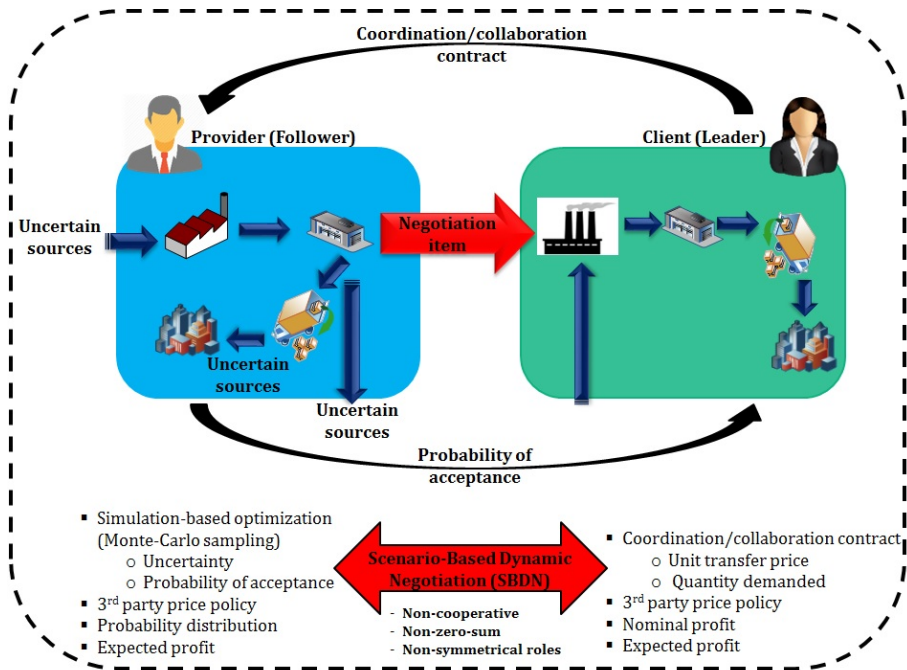 Coordination/collaboration
contract
Provider (Follower)
Client (Leader)
Uncertain
sources
Negotiation
item
Uncertain
sources
Uncertain
sources
Probability of
acceptance
▪ Simulation-based optimization
(Monte-Carlo sampling)
o Uncertainty
o Probability of acceptance
▪ 3rd party price policy
▪ Probability distribution
▪ Expected profit
Scenario-Based Dynamic
Negotiation (SBDN)
- Non-cooperative
- Non-zero-sum
- Non-symmetrical roles
▪ Coordination/collaboration contract
o Unit transfer price
o Quantity demanded
▪ 3rd party price policy
▪ Nominal profit
▪ Expected profit